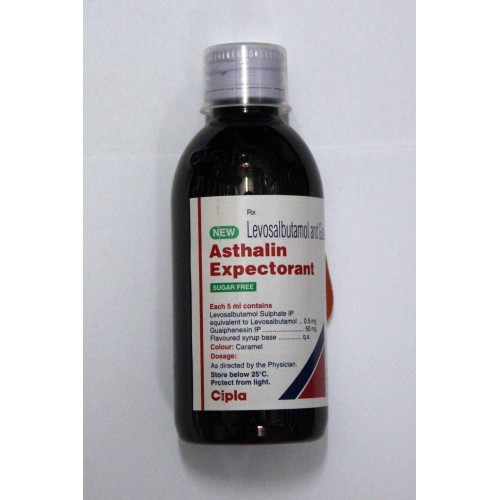 Rx
NEW
Levosalbutamol and
Asthalin
Expectorant
SUGAR FREE
Each 5 ml contains
Levosalbutamol Sulphate IP
equivalent to Levosalbutamol .. 0.5 mg
Guaiphenesin IP ........................ 50 mg
Flavoured syrup base ............. q.s.
Colour: Caramel
Dosage:
As directed by the Physician.
Store below 25°C.
Protect from light.
Cipla